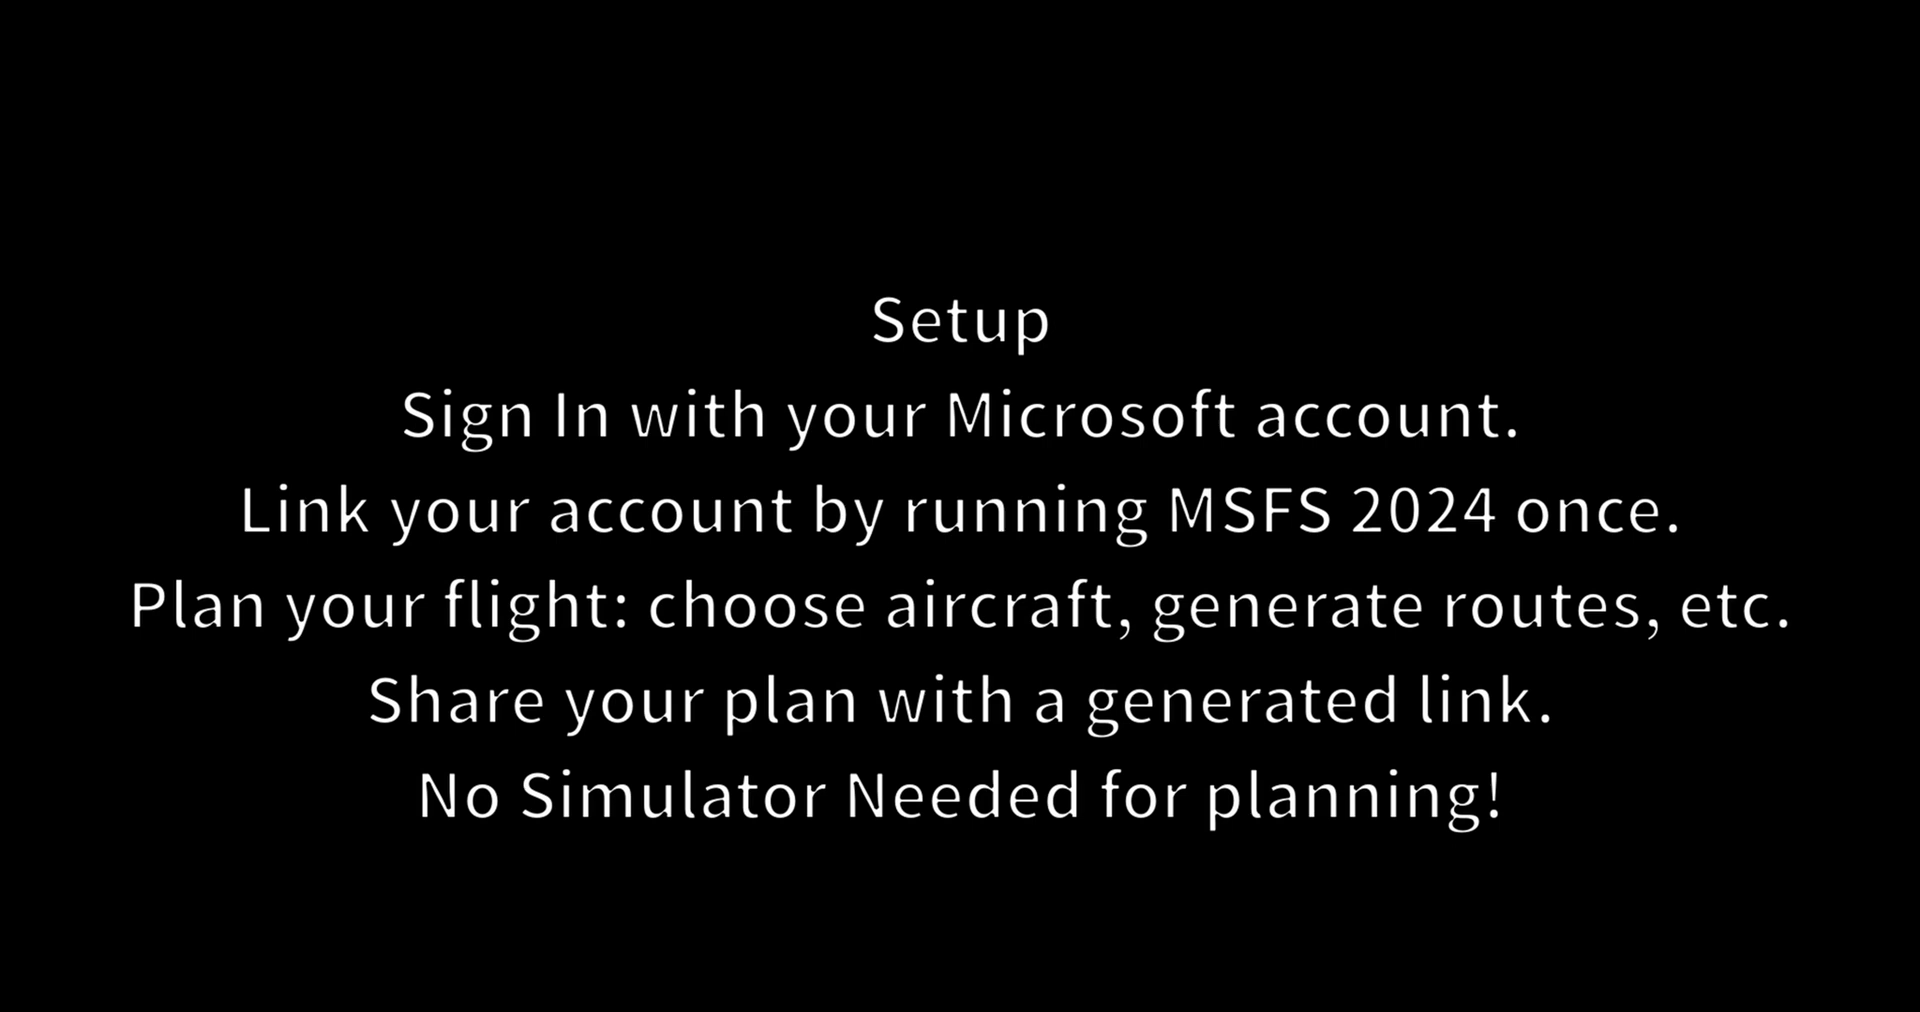 Setup
Sign In with your Microsoft account.
Link your account by running MSFS 2024 once.
Plan your flight: choose aircraft, generate routes, etc.
Share your plan with a generated link.
No Simulator Needed for planning!